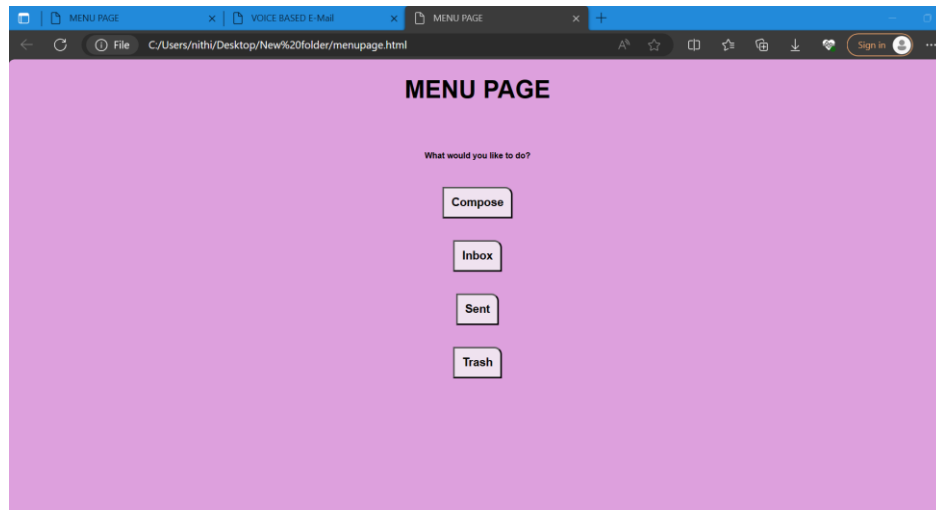 MENU PAGE
VOICE BASED E-Mail
MENU PAGE
File
C:/Users/nithi/Desktop/New%20folder/menupage.html
Sign in
MENU PAGE
What would you like to do?
Compose
Inbox
Sent
Trash